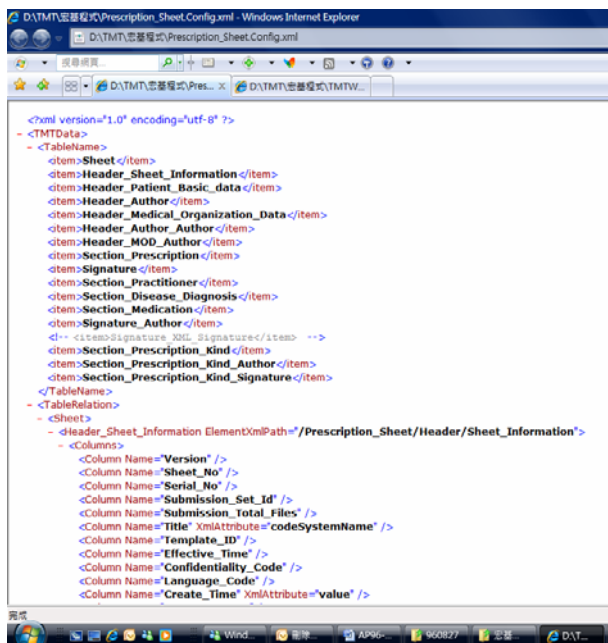 D:\TMT\宏基程式\Prescription_Sheet.Config.xml - Windows Internet Explorer
D:\TMT\宏基程式\Prescription_Sheet.Config.xml
搜尋網頁...
D:\TMT\宏基程式\Pres... x D:\TMT\宏基程式\TMTW...
<?xml version="1.0" encoding="utf-8" ?>
- <TMTData>
- <TableName>
<item>Sheet</item>
<item>Header_Sheet_Information</item>
<item>Header_Patient_Basic_data</item>
<item>Header_Author</item>
<item>Header_Medical_Organization_Data</item>
<item>Header_Author_Author</item>
<item>Header_MOD_Author</item>
<item>Section_Prescription</item>
<item>Signature</item>
<item>Section_Practitioner</item>
<item>Section_Disease_Diagnosis</item>
<item>Section_Medication</item>
<item>Signature_Author</item>
<!-- <item>Signature_XML_Signature</item> -->
<item>Section_Prescription_Kind</item>
<item>Section_Prescription_Kind_Author</item>
<item>Section_Prescription_Kind_Signature</item>
</TableName>
- <TableRelation>
- <Sheet>
- <Header_Sheet_Information ElementXmlPath="/Prescription_Sheet/Header/Sheet_Information">
- <Columns>
<Column Name="Version" />
<Column Name="Sheet_No" />
<Column Name="Serial_No" />
<Column Name="Submission_Set_Id" />
<Column Name="Submission_Total_Files" />
<Column Name="Title" XmlAttribute="codeSystemName" />
<Column Name="Template_ID" />
<Column Name="Effective_Time" />
<Column Name="Confidentiality_Code" />
<Column Name="Language_Code" />
<Column Name="Create_Time" XmlAttribute="value" />
完成
Wind... 刪除... AP96-... 960827 宏基... D:\T...